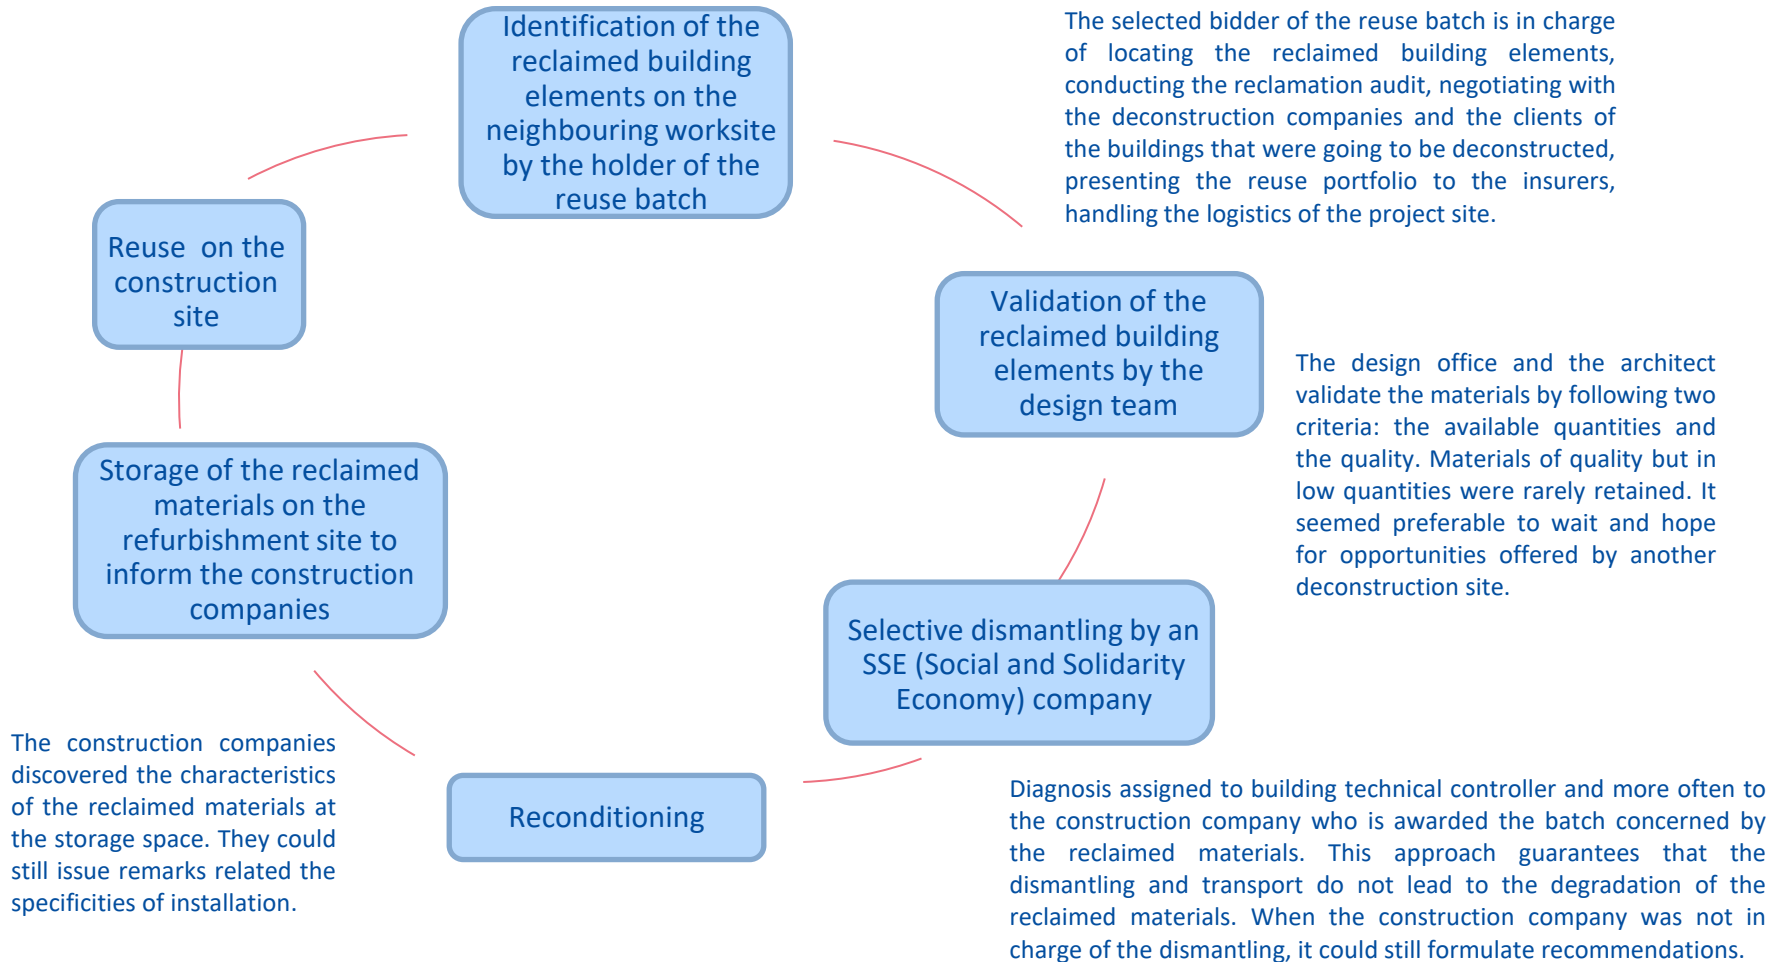 Identification of the
reclaimed building
elements on the
neighbouring worksite
by the holder of the
reuse batch
The selected bidder of the reuse batch is in charge
of locating the reclaimed building elements,
conducting the reclamation audit, negotiating with
the deconstruction companies and the clients of
the buildings that were going to be deconstructed,
presenting the reuse portfolio to the insurers,
handling the logistics of the project site.
Validation of the
reclaimed building
elements by the
design team
The design office and the architect
validate the materials by following two
criteria: the available quantities and
the quality. Materials of quality but in
low quantities were rarely retained. It
seemed preferable to wait and hope
for opportunities offered by another
deconstruction site.
Selective dismantling by an
SSE (Social and Solidarity
Economy) company
Diagnosis assigned to building technical controller and more often to
the construction company who is awarded the batch concerned by
the reclaimed materials. This approach guarantees that the
dismantling and transport do not lead to the degradation of the
reclaimed materials. When the construction company was not in
charge of the dismantling, it could still formulate recommendations.
Reconditioning
Storage of the reclaimed
materials on the
refurbishment site to
inform the construction
companies
The construction companies
discovered the characteristics
of the reclaimed materials at
the storage space. They could
still issue remarks related the
specificities of installation.
Reuse on the
construction
site